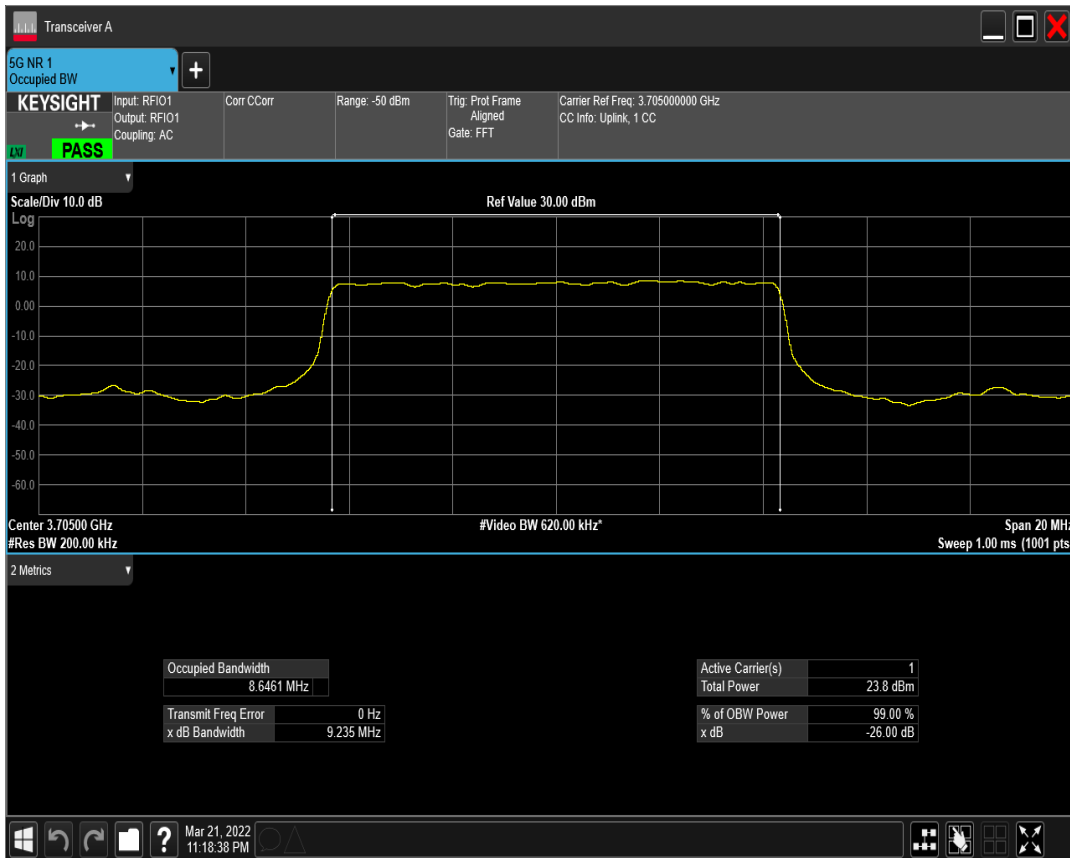 Transceiver A
5G NR 1
Occupied BW
+
KEYSIGHT
LXI
PASS
Input: RFIO1
Output: RFIO1
Coupling: AC
Corr CCorr
Range: -50 dBm
Trig: Prot Frame
Aligned
Gate: FFT
Carrier Ref Freq: 3.705000000 GHz
CC Info: Uplink, 1 CC
1 Graph
Scale/Div 10.0 dB
Ref Value 30.00 dBm
Log
20.0
10.0
0.00
-10.0
-20.0
-30.0
-40.0
-50.0
-60.0
Center 3.70500 GHz
#Video BW 620.00 kHz*
Span 20 MHz
#Res BW 200.00 kHz
Sweep 1.00 ms (1001 pts
2 Metrics
Occupied Bandwidth
8.6461 MHz
Transmit Freq Error 0 Hz
x dB Bandwidth 9.235 MHz
Active Carrier(s) 1
Total Power 23.8 dBm
% of OBW Power 99.00 %
x dB -26.00 dB
?
Mar 21, 2022
11:18:38 PM